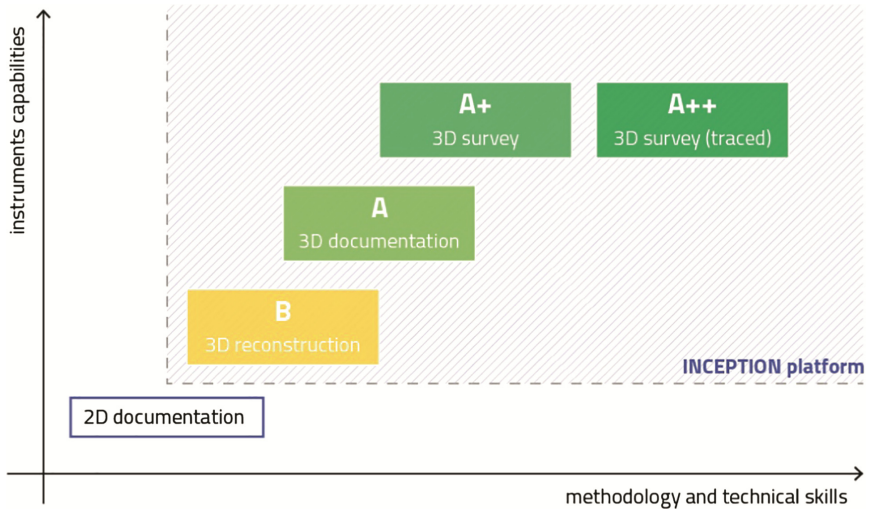 instruments capabilities
A+
3D survey
A++
3D survey (traced)
A
3D documentation
B
3D reconstruction
INCEPTION platform
2D documentation
methodology and technical skills